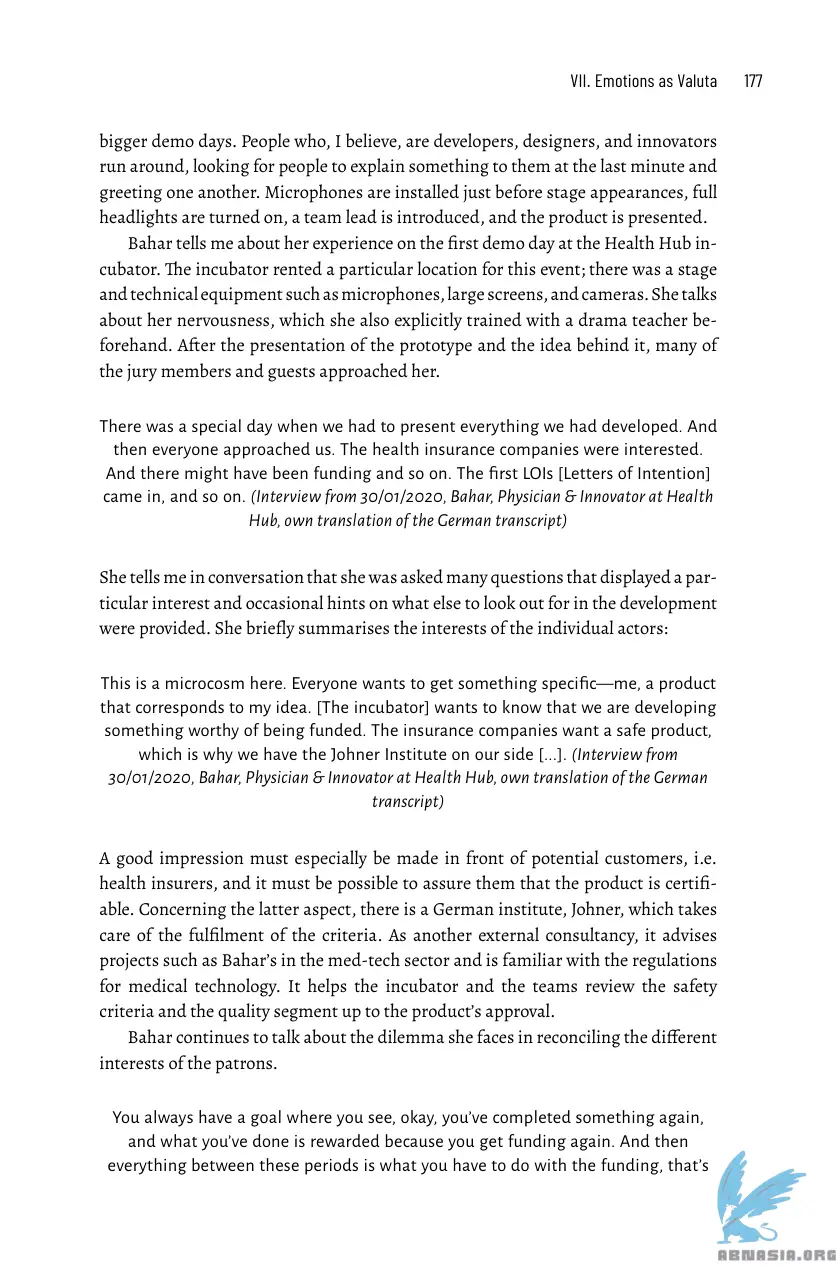 VII. Emotions as Valuta 177
bigger demo days. People who, I believe, are developers, designers, and innovators
run around, looking for people to explain something to them at the last minute and
greeting one another. Microphones are installed just before stage appearances, full
headlights are turned on, a team lead is introduced, and the product is presented.
Bahar tells me about her experience on the first demo day at the Health Hub in-
cubator. The incubator rented a particular location for this event; there was a stage
and technical equipment such as microphones, large screens, and cameras. She talks
about her nervousness, which she also explicitly trained with a drama teacher be-
forehand. After the presentation of the prototype and the idea behind it, many of
the jury members and guests approached her.
There was a special day when we had to present everything we had developed. And
then everyone approached us. The health insurance companies were interested.
And there might have been funding and so on. The first LOIs [Letters of Intention]
came in, and so on. (Interview from 30/01/2020, Bahar, Physician & Innovator at Health
Hub, own translation of the German transcript)
She tells me in conversation that she was asked many questions that displayed a par-
ticular interest and occasional hints on what else to look out for in the development
were provided. She briefly summarises the interests of the individual actors:
This is a microcosm here. Everyone wants to get something specific—me, a product
that corresponds to my idea. [The incubator] wants to know that we are developing
something worthy of being funded. The insurance companies want a safe product,
which is why we have the Johner Institute on our side [...]. (Interview from
30/01/2020, Bahar, Physician & Innovator at Health Hub, own translation of the German
transcript)
A good impression must especially be made in front of potential customers, i.e.
health insurers, and it must be possible to assure them that the product is certifi-
able. Concerning the latter aspect, there is a German institute, Johner, which takes
care of the fulfilment of the criteria. As another external consultancy, it advises
projects such as Bahar's in the med-tech sector and is familiar with the regulations
for medical technology. It helps the incubator and the teams review the safety
criteria and the quality segment up to the product's approval.
Bahar continues to talk about the dilemma she faces in reconciling the different
interests of the patrons.
You always have a goal where you see, okay, you've completed something again,
and what you've done is rewarded because you get funding again. And then
everything between these periods is what you have to do with the funding, that's
ABNASIA.ORG